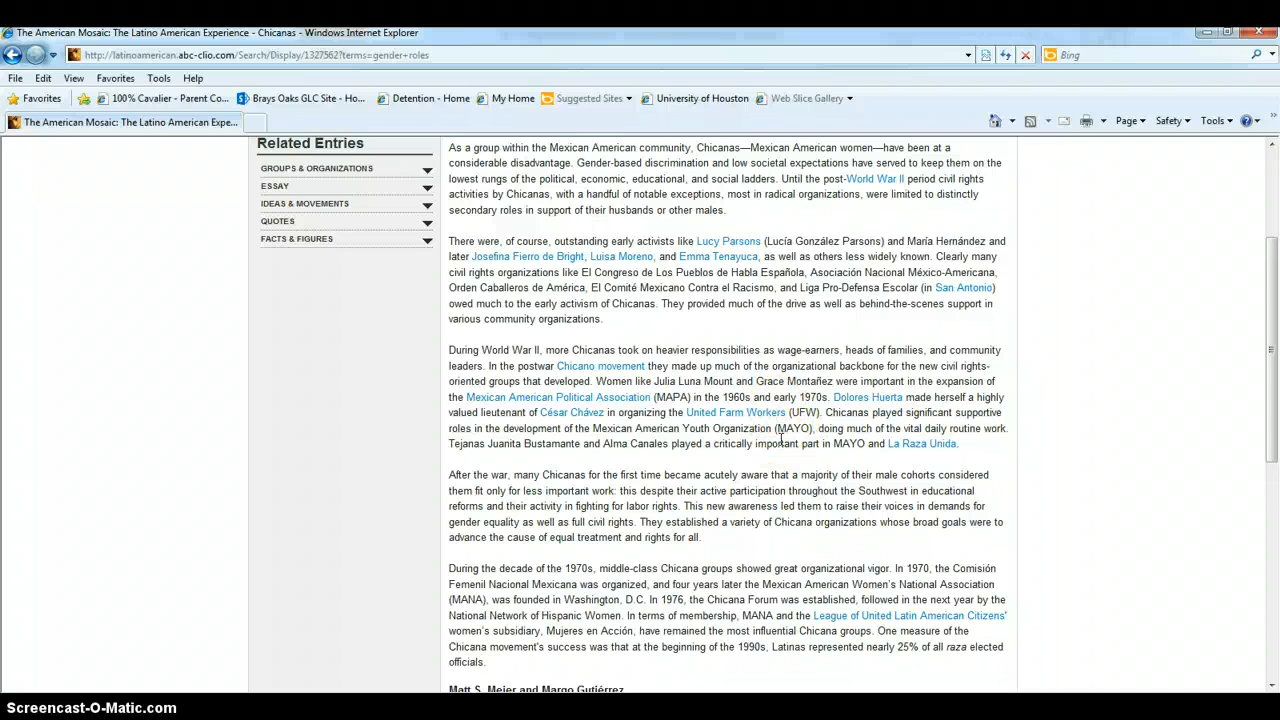 The American Mosaic: The Latino American Experience - Chicanas - Windows Internet Explorer
http://latinoamerican.abc-clio.com/Search/Display/1327562?terms=gender+roles
Bing
File Edit View Favorites Tools Help
Favorites 100% Cavalier - Parent Co... Brays Oaks GLC Site - Ho... Detention - Home My Home Suggested Sites University of Houston Web Slice Gallery
The American Mosaic: The Latino American Expe... Page Safety Tools
Related Entries
GROUPS & ORGANIZATIONS
ESSAY
IDEAS & MOVEMENTS
QUOTES
FACTS & FIGURES
As a group within the Mexican American community, Chicanas—Mexican American women—have been at a
considerable disadvantage. Gender-based discrimination and low societal expectations have served to keep them on the
lowest rungs of the political, economic, educational, and social ladders. Until the post-World War II period civil rights
activities by Chicanas, with a handful of notable exceptions, most in radical organizations, were limited to distinctly
secondary roles in support of their husbands or other males.
There were, of course, outstanding early activists like Lucy Parsons (Lucía González Parsons) and María Hernández and
later Josefina Fierro de Bright, Luisa Moreno, and Emma Tenayuca, as well as others less widely known. Clearly many
civil rights organizations like El Congreso de Los Pueblos de Habla Española, Asociación Nacional México-Americana,
Orden Caballeros de América, El Comité Mexicano Contra el Racismo, and Liga Pro-Defensa Escolar (in San Antonio)
owed much to the early activism of Chicanas. They provided much of the drive as well as behind-the-scenes support in
various community organizations.
During World War II, more Chicanas took on heavier responsibilities as wage-earners, heads of families, and community
leaders. In the postwar Chicano movement they made up much of the organizational backbone for the new civil rights-
oriented groups that developed. Women like Julia Luna Mount and Grace Montañez were important in the expansion of
the Mexican American Political Association (MAPA) in the 1960s and early 1970s. Dolores Huerta made herself a highly
valued lieutenant of César Chávez in organizing the United Farm Workers (UFW). Chicanas played significant supportive
roles in the development of the Mexican American Youth Organization (MAYO), doing much of the vital daily routine work.
Tejanas Juanita Bustamante and Alma Canales played a critically important part in MAYO and La Raza Unida.
After the war, many Chicanas for the first time became acutely aware that a majority of their male cohorts considered
them fit only for less important work: this despite their active participation throughout the Southwest in educational
reforms and their activity in fighting for labor rights. This new awareness led them to raise their voices in demands for
gender equality as well as full civil rights. They established a variety of Chicana organizations whose broad goals were to
advance the cause of equal treatment and rights for all.
During the decade of the 1970s, middle-class Chicana groups showed great organizational vigor. In 1970, the Comisión
Femenil Nacional Mexicana was organized, and four years later the Mexican American Women's National Association
(MANA), was founded in Washington, D.C. In 1976, the Chicana Forum was established, followed in the next year by the
National Network of Hispanic Women. In terms of membership, MANA and the League of United Latin American Citizens'
women's subsidiary, Mujeres en Acción, have remained the most influential Chicana groups. One measure of the
Chicana movement's success was that at the beginning of the 1990s, Latinas represented nearly 25% of all raza elected
officials.
Matt S. Meier and Margo Gutiérrez
Screencast-O-Matic.com